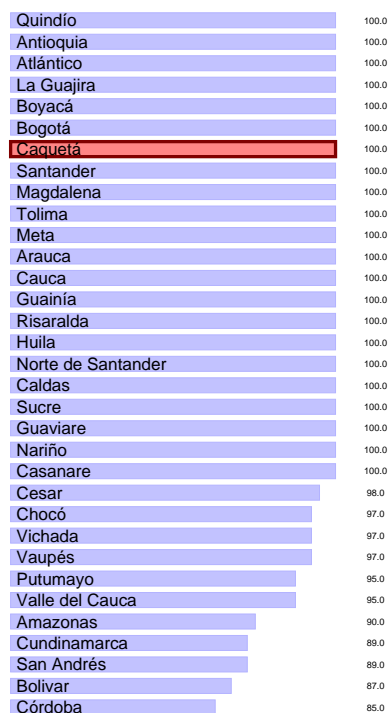 Quindío 100.0
Antioquia 100.0
Atlántico 100.0
La Guajira 100.0
Boyacá 100.0
Bogotá 100.0
Caquetá 100.0
Santander 100.0
Magdalena 100.0
Tolima 100.0
Meta 100.0
Arauca 100.0
Cauca 100.0
Guainía 100.0
Risaralda 100.0
Huila 100.0
Norte de Santander 100.0
Caldas 100.0
Sucre 100.0
Guaviare 100.0
Nariño 100.0
Casanare 100.0
Cesar 98.0
Chocó 97.0
Vichada 97.0
Vaupés 97.0
Putumayo 95.0
Valle del Cauca 95.0
Amazonas 90.0
Cundinamarca 89.0
San Andrés 89.0
Bolivar 87.0
Córdoba 85.0